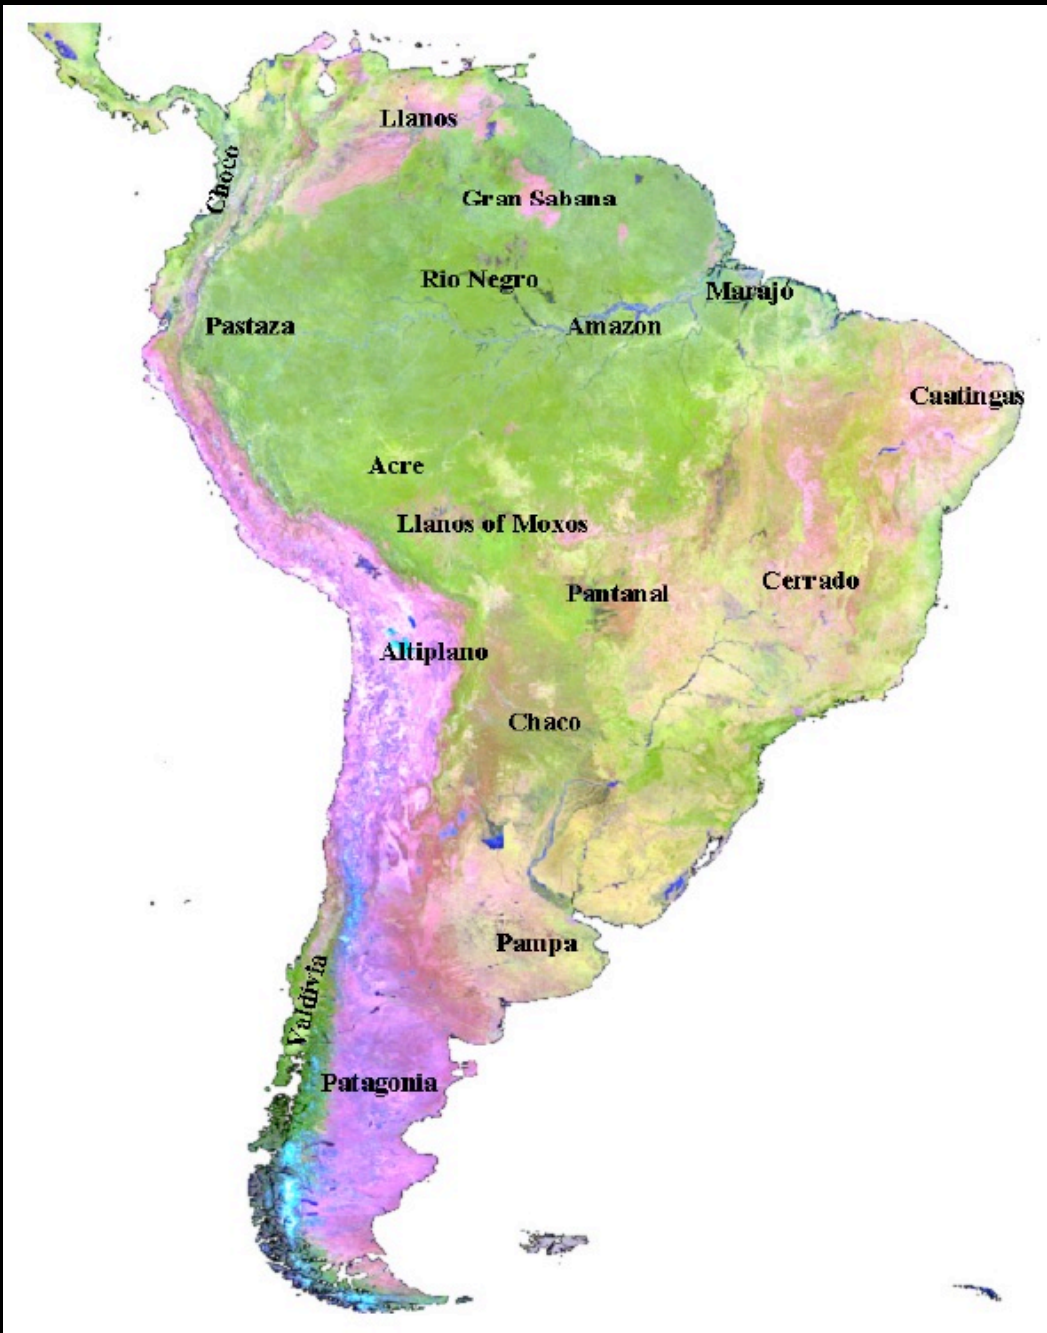 Llanos
Choco
Gran Sabana
Rio Negro
Marajó
Pastaza
Amazon
Caatingas
Acre
Llanos of Moxos
Cerrado
Pantanal
Altiplano
Chaco
Pampa
Valdivia
Patagonia